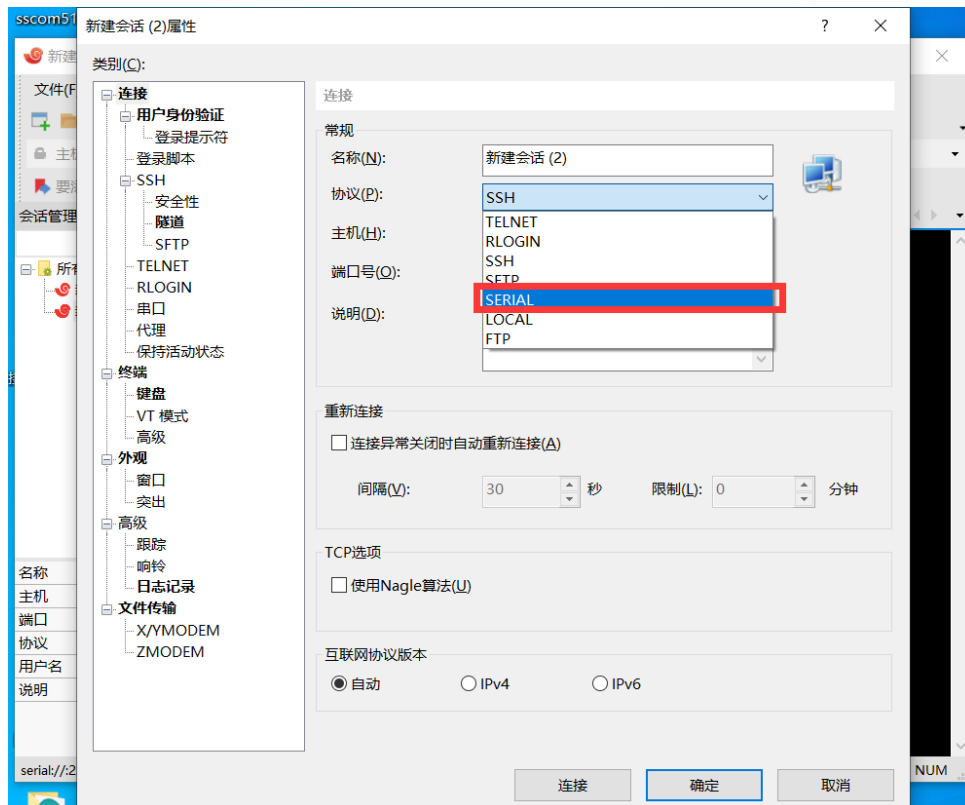 sscom51
新建会话 (2)属性
?
新建
类别(C):
文件(F
主机
要添
会话管理
所有
名称
主机
端口
协议
用户名
说明
serial://:2
连接
用户身份验证
登录提示符
登录脚本
SSH
安全性
隧道
SFTP
TELNET
RLOGIN
串口
代理
保持活动状态
终端
键盘
VT 模式
高级
外观
窗口
突出
高级
跟踪
响铃
日志记录
文件传输
X/YMODEM
ZMODEM
连接
常规
名称(N):
新建会话 (2)
协议(P):
SSH
主机(H):
端口号(O):
说明(D):
TELNET
RLOGIN
SSH
SFTP
SERIAL
LOCAL
FTP
重新连接
连接异常关闭时自动重新连接(A)
间隔(V): 30 秒 限制(L): 0 分钟
TCP选项
使用Nagle算法(U)
互联网协议版本
自动 IPv4 IPv6
连接 确定 取消
NUM